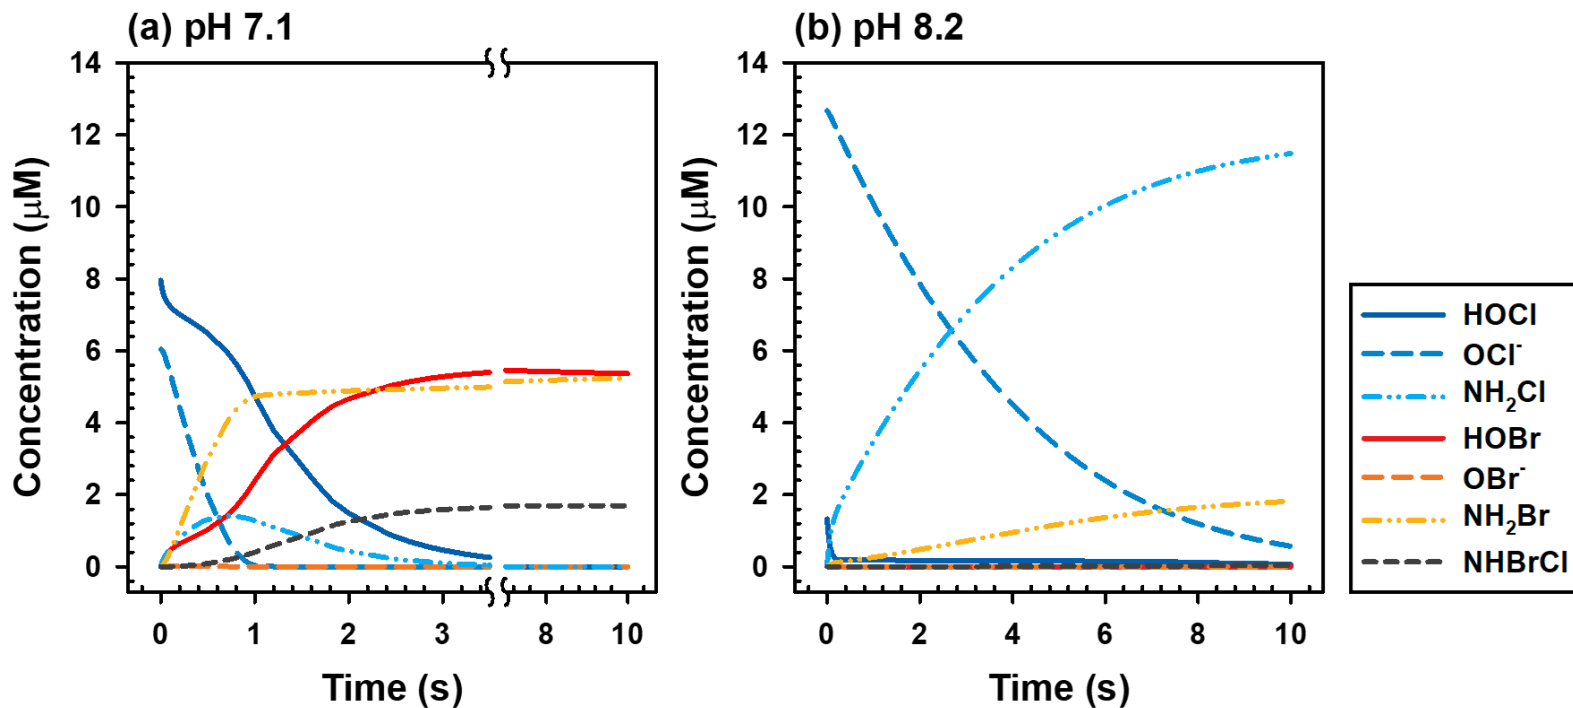 (a) pH 7.1
Concentration (μM)
14
12
10
8
6
4
2
0
0 1 2 3 8 10
Time (s)
(b) pH 8.2
Concentration (μM)
14
12
10
8
6
4
2
0
0 2 4 6 8 10
Time (s)
HOCl
OCl⁻
NH₂Cl
HOBr
OBr⁻
NH₂Br
NHBrCl